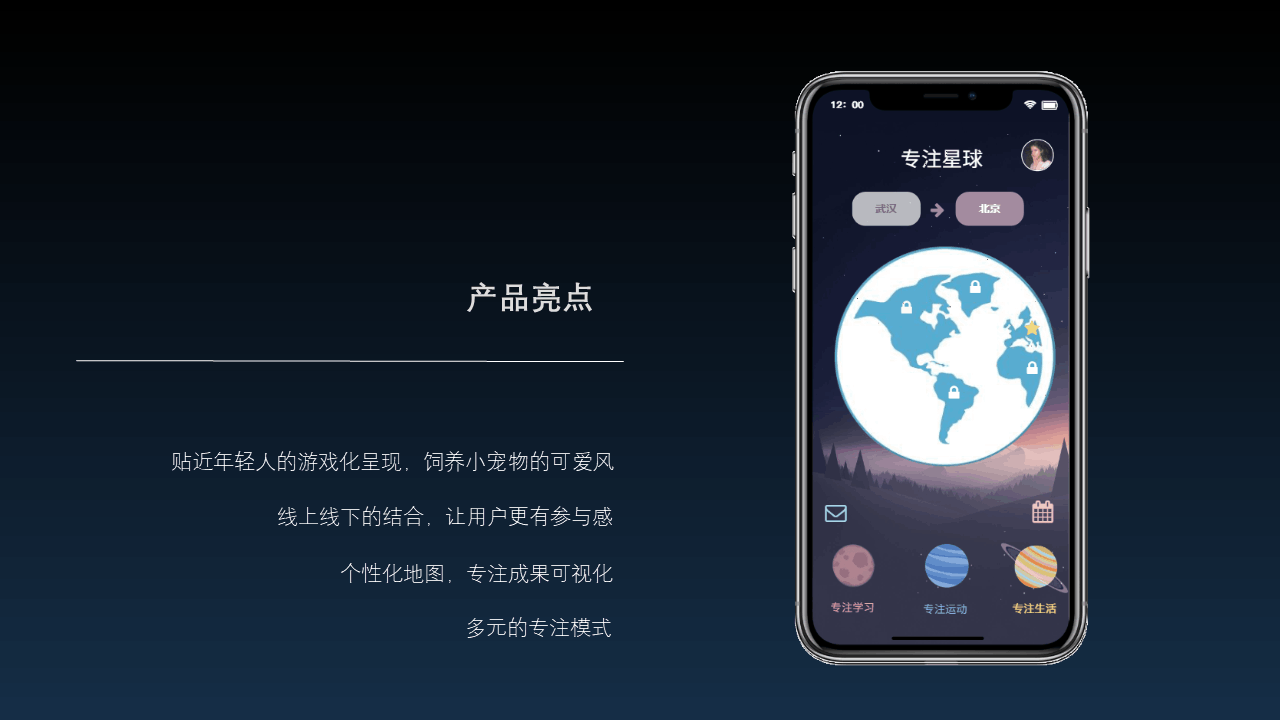 产品亮点
贴近年轻人的游戏化呈现，饲养小宠物的可爱风
线上线下的结合，让用户更有参与感
个性化地图，专注成果可视化
多元的专注模式
12: 00
专注星球
武汉
北京
专注学习
专注运动
专注生活